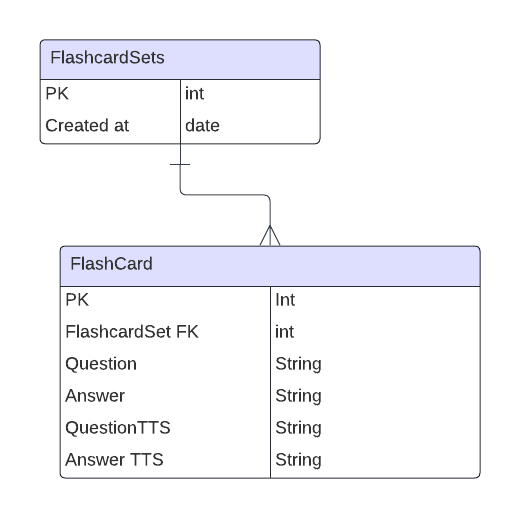 FlashcardSets
PK int
Created at date
FlashCard
PK Int
FlashcardSet FK int
Question String
Answer String
QuestionTTS String
Answer TTS String